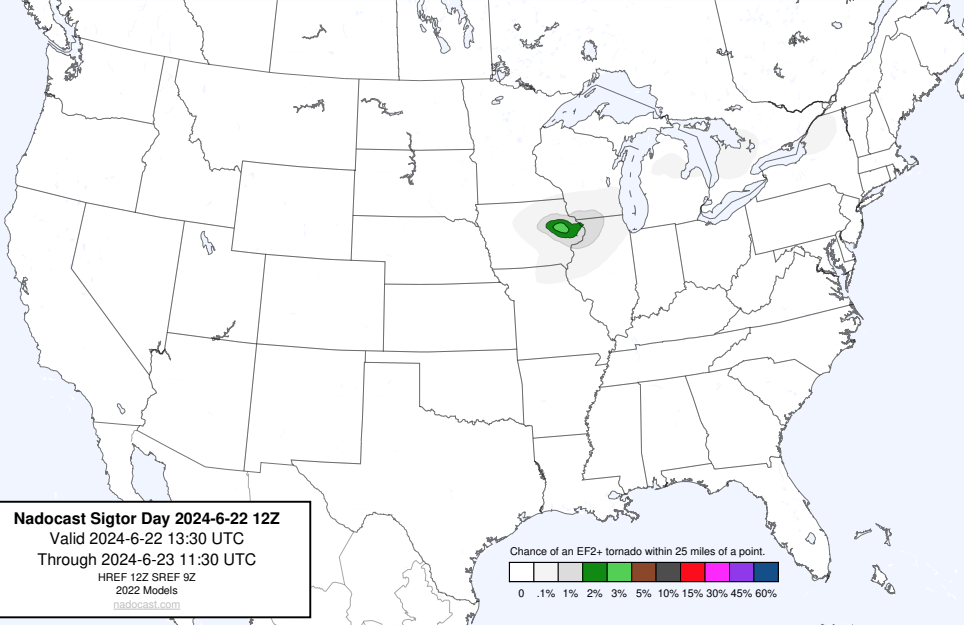 Nadocast Sigtor Day 2024-6-22 12Z
Valid 2024-6-22 13:30 UTC
Through 2024-6-23 11:30 UTC
HREF 12Z SREF 9Z
2022 Models
nadocast.com
Chance of an EF2+ tornado within 25 miles of a point.
0 .1% 1% 2% 3% 5% 10% 15% 30% 45% 60%